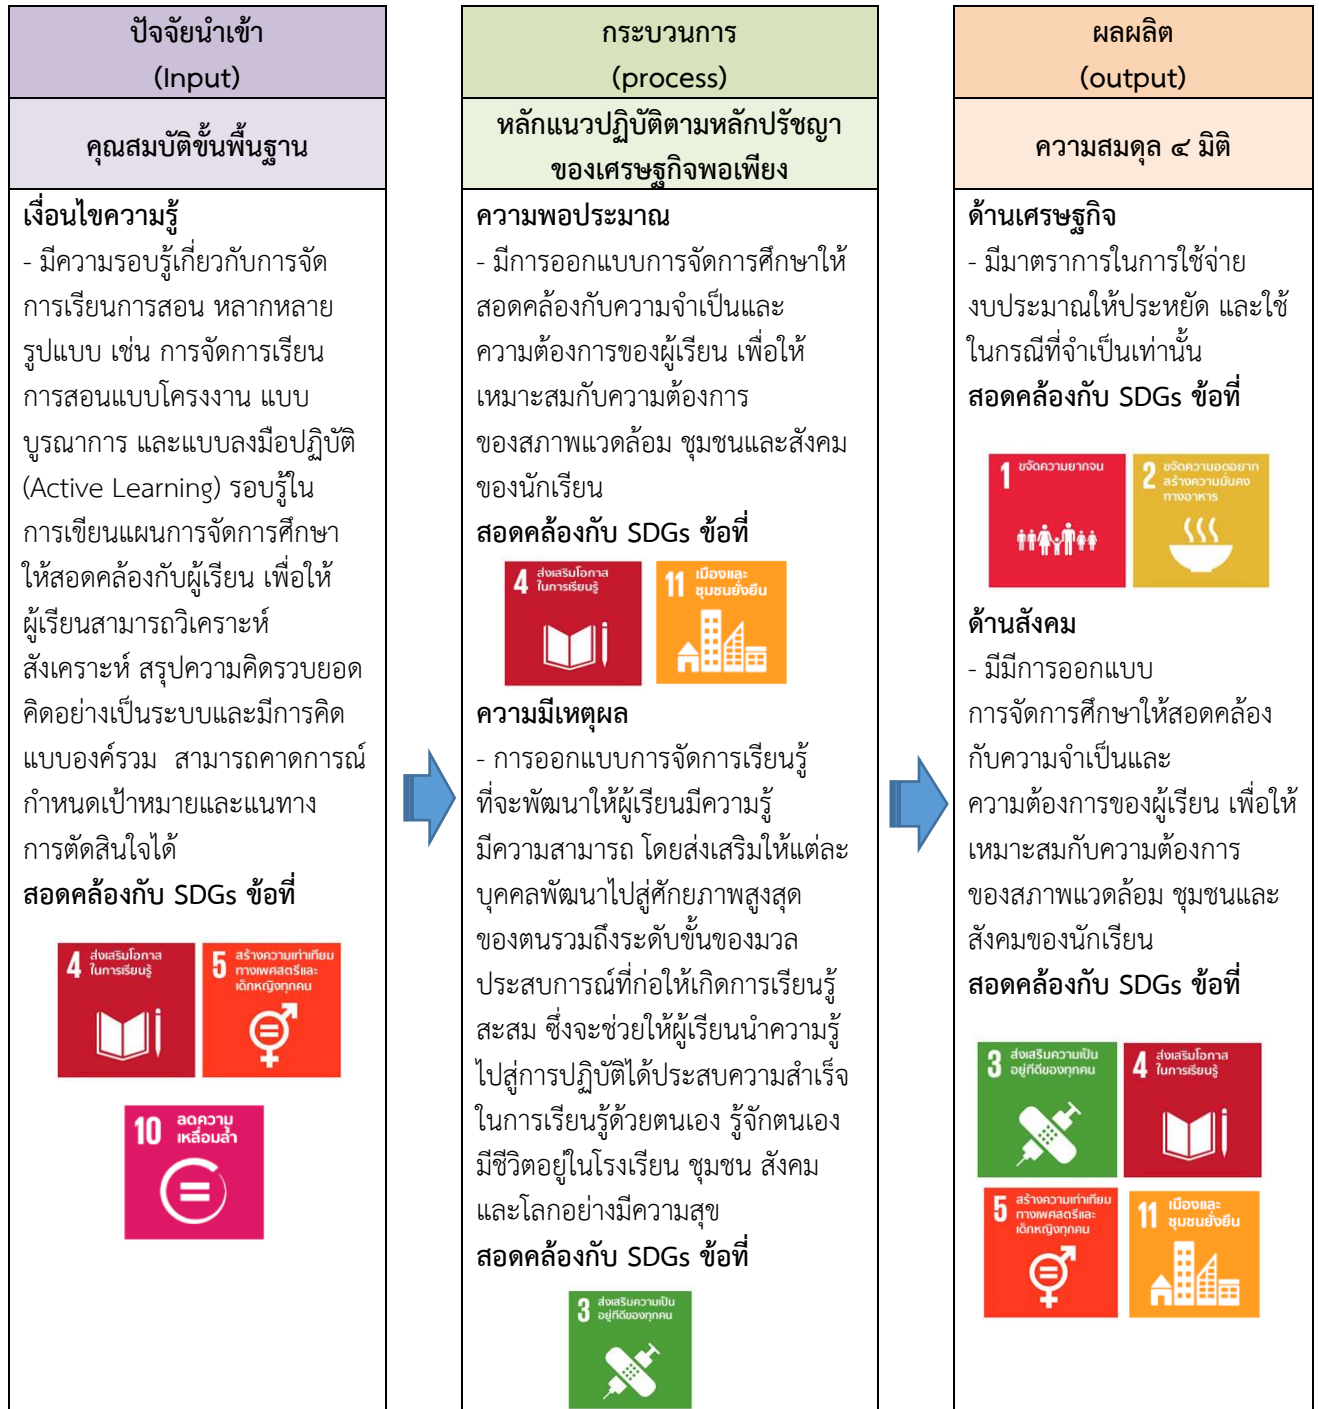 ปัจจัยนำเข้า
(Input)
คุณสมบัติขั้นพื้นฐาน
เงื่อนไขความรู้
- มีความรอบรู้เกี่ยวกับการจัด
การเรียนการสอน หลากหลาย
รูปแบบ เช่น การจัดการเรียน
การสอนแบบโครงงาน แบบ
บูรณาการ และแบบลงมือปฏิบัติ
(Active Learning) รอบรู้ใน
การเขียนแผนการจัดการศึกษา
ให้สอดคล้องกับผู้เรียน เพื่อให้
ผู้เรียนสามารถวิเคราะห์
สังเคราะห์ สรุปความคิดรวบยอด
คิดอย่างเป็นระบบและมีการคิด
แบบองค์รวม สามารถคาดการณ์
กำหนดเป้าหมายและแนทาง
การตัดสินใจได้
สอดคล้องกับ SDGs ข้อที่
4 ส่งเสริมโอกาส
ในการเรียนรู้
5 สร้างความเท่าเทียม
ทางเพศสตรีและ
เด็กหญิงทุกคน
10 ลดความ
เหลื่อมล้ำ
กระบวนการ
(process)
หลักแนวปฏิบัติตามหลักปรัชญา
ของเศรษฐกิจพอเพียง
ความพอประมาณ
- มีการออกแบบการจัดการศึกษาให้
สอดคล้องกับความจำเป็นและ
ความต้องการของผู้เรียน เพื่อให้
เหมาะสมกับความต้องการ
ของสภาพแวดล้อม ชุมชนและสังคม
ของนักเรียน
สอดคล้องกับ SDGs ข้อที่
4 ส่งเสริมโอกาส
ในการเรียนรู้
11 เมืองและ
ชุมชนยั่งยืน
ความมีเหตุผล
- การออกแบบการจัดการเรียนรู้
ที่จะพัฒนาให้ผู้เรียนมีความรู้
มีความสามารถ โดยส่งเสริมให้แต่ละ
บุคคลพัฒนาไปสู่ศักยภาพสูงสุด
ของตนรวมถึงระดับขั้นของมวล
ประสบการณ์ที่ก่อให้เกิดการเรียนรู้
สะสม ซึ่งจะช่วยให้ผู้เรียนนำความรู้
ไปสู่การปฏิบัติได้ประสบความสำเร็จ
ในการเรียนรู้ด้วยตนเอง รู้จักตนเอง
มีชีวิตอยู่ในโรงเรียน ชุมชน สังคม
และโลกอย่างมีความสุข
สอดคล้องกับ SDGs ข้อที่
3 ส่งเสริมความเป็น
อยู่ที่ดีของทุกคน
ผลผลิต
(output)
ความสมดุล ๔ มิติ
ด้านเศรษฐกิจ
- มีมาตราการในการใช้จ่าย
งบประมาณให้ประหยัด และใช้
ในกรณีที่จำเป็นเท่านั้น
สอดคล้องกับ SDGs ข้อที่
1 ขจัดความยากจน
2 ขจัดความอดอยาก
สร้างความมั่นคง
ทางอาหาร
ด้านสังคม
- มีมีการออกแบบ
การจัดการศึกษาให้สอดคล้อง
กับความจำเป็นและ
ความต้องการของผู้เรียน เพื่อให้
เหมาะสมกับความต้องการ
ของสภาพแวดล้อม ชุมชนและ
สังคมของนักเรียน
สอดคล้องกับ SDGs ข้อที่
3 ส่งเสริมความเป็น
อยู่ที่ดีของทุกคน
4 ส่งเสริมโอกาส
ในการเรียนรู้
5 สร้างความเท่าเทียม
ทางเพศสตรีและ
เด็กหญิงทุกคน
11 เมืองและ
ชุมชนยั่งยืน